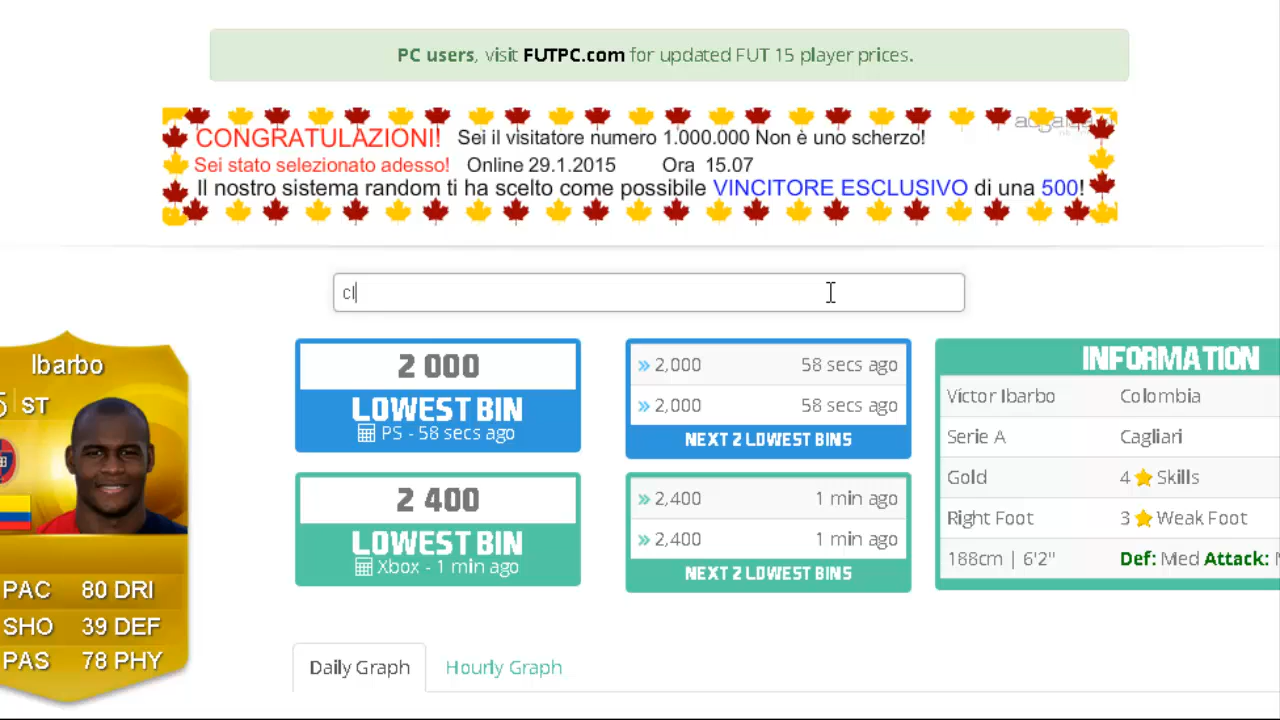 PC users, visit FUTPC.com for updated FUT 15 player prices.
CONGRATULAZIONI! Sei il visitatore numero 1.000.000 Non è uno scherzo!
Sei stato selezionato adesso! Online 29.1.2015 Ora 15.07
Il nostro sistema random ti ha scelto come possibile VINCITORE ESCLUSIVO di una 500!
cl
Ibarbo
ST
PAC 80 DRI
SHO 39 DEF
PAS 78 PHY
2 000
LOWEST BIN
PS - 58 secs ago
» 2,000 58 secs ago
» 2,000 58 secs ago
NEXT 2 LOWEST BINS
2 400
LOWEST BIN
Xbox - 1 min ago
» 2,400 1 min ago
» 2,400 1 min ago
NEXT 2 LOWEST BINS
INFORMATION
Víctor Ibarbo Colombia
Serie A Cagliari
Gold 4 Skills
Right Foot 3 Weak Foot
188cm | 6'2" Def: Med Attack:
Daily Graph Hourly Graph